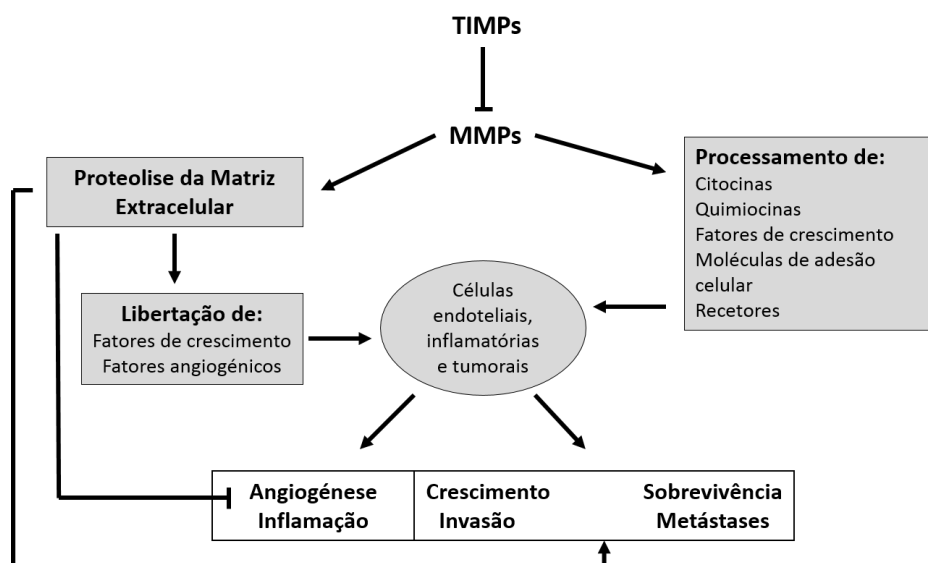 TIMPs
MMPs
Proteolise da Matriz
Extracelular
Processamento de:
Citocinas
Quimiocinas
Fatores de crescimento
Moléculas de adesão
celular
Recetores
Libertação de:
Fatores de crescimento
Fatores angiogénicos
Células
endoteliais,
inflamatórias
e tumorais
Angiogénese
Inflamação
Crescimento
Invasão
Sobrevivência
Metástases